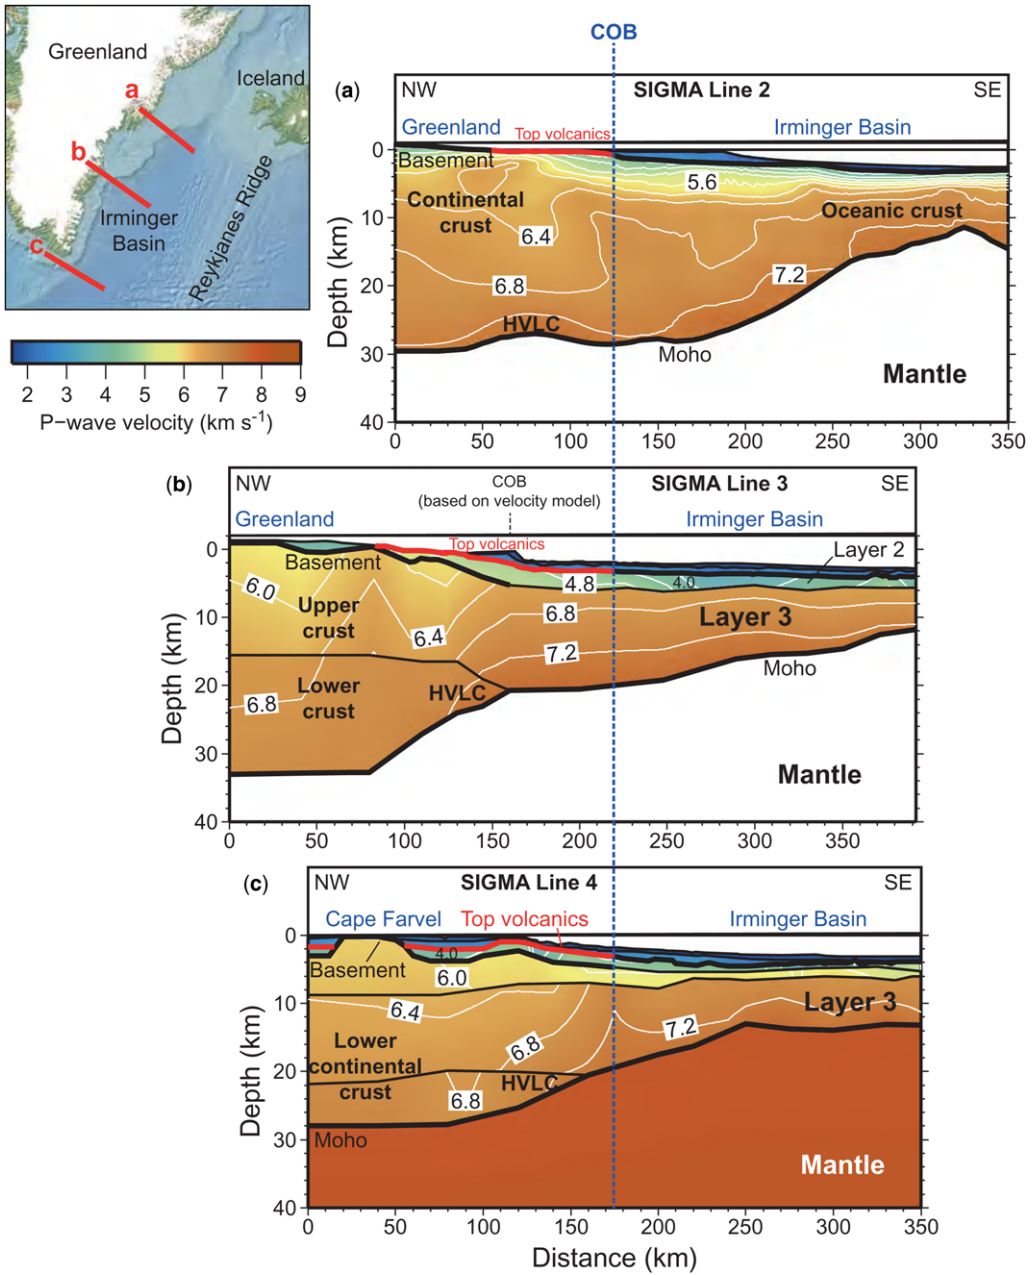 Greenland
Iceland
a
b
c
Irminger
Basin
Reykjanes Ridge
2 3 4 5 6 7 8 9
P−wave velocity (km s-1)
COB
(a)
NW
SIGMA Line 2
SE
Greenland
Top volcanics
Irminger Basin
Basement
Continental
crust
5.6
Oceanic crust
6.4
6.8
7.2
HVLC
Moho
Mantle
Depth (km)
0
10
20
30
40
0 50 100 150 200 250 300 350
(b)
NW
COB
(based on velocity model)
SIGMA Line 3
SE
Greenland
Irminger Basin
Top volcanics
Layer 2
Basement
4.8
4.0
6.0
Upper
crust
6.8
Layer 3
6.4
7.2
Moho
Lower
crust
HVLC
6.8
Mantle
Depth (km)
0
10
20
30
40
0 50 100 150 200 250 300 350
(c)
NW
SIGMA Line 4
SE
Cape Farvel
Top volcanics
Irminger Basin
4.0
Basement
6.0
6.4
Layer 3
7.2
Lower
continental
crust
6.8
HVLC
6.8
Moho
Mantle
Depth (km)
0
10
20
30
40
0 50 100 150 200 250 300 350
Distance (km)